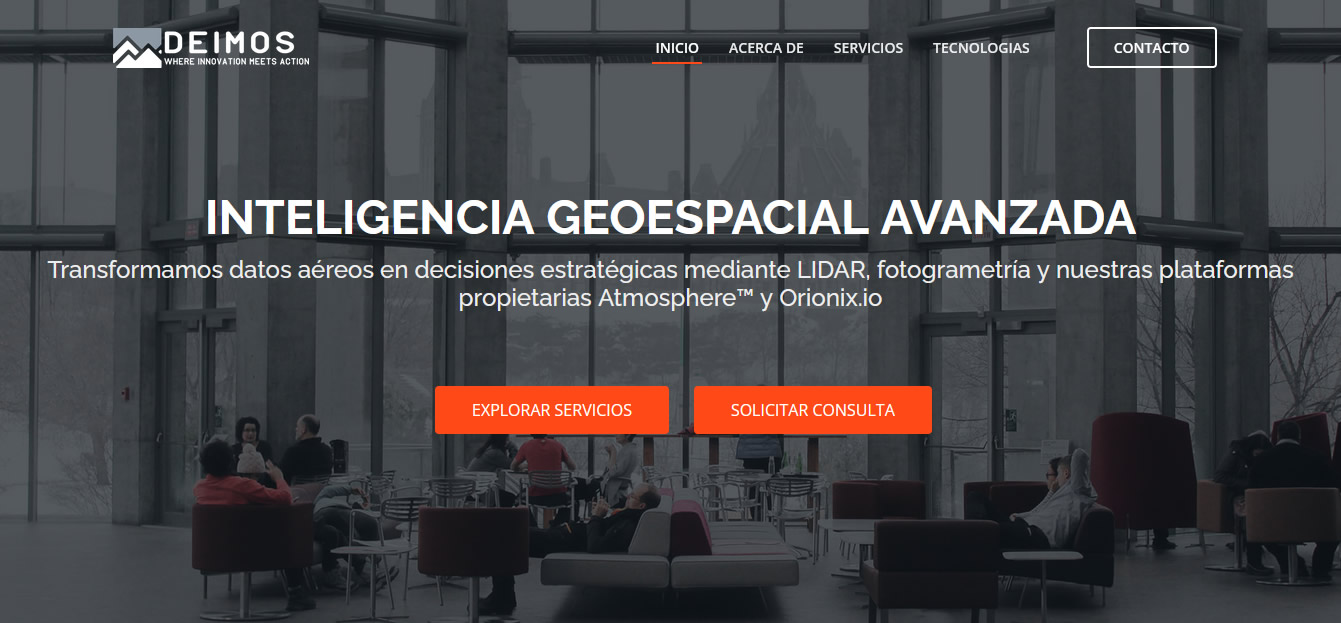 DEIMOS
WHERE INNOVATION MEETS ACTION
INICIO
ACERCA DE
SERVICIOS
TECNOLOGIAS
CONTACTO
INTELIGENCIA GEOESPACIAL AVANZADA
Transformamos datos aéreos en decisiones estratégicas mediante LIDAR, fotogrametría y nuestras plataformas
propietarias Atmosphere™ y Orionix.io
EXPLORAR SERVICIOS
SOLICITAR CONSULTA